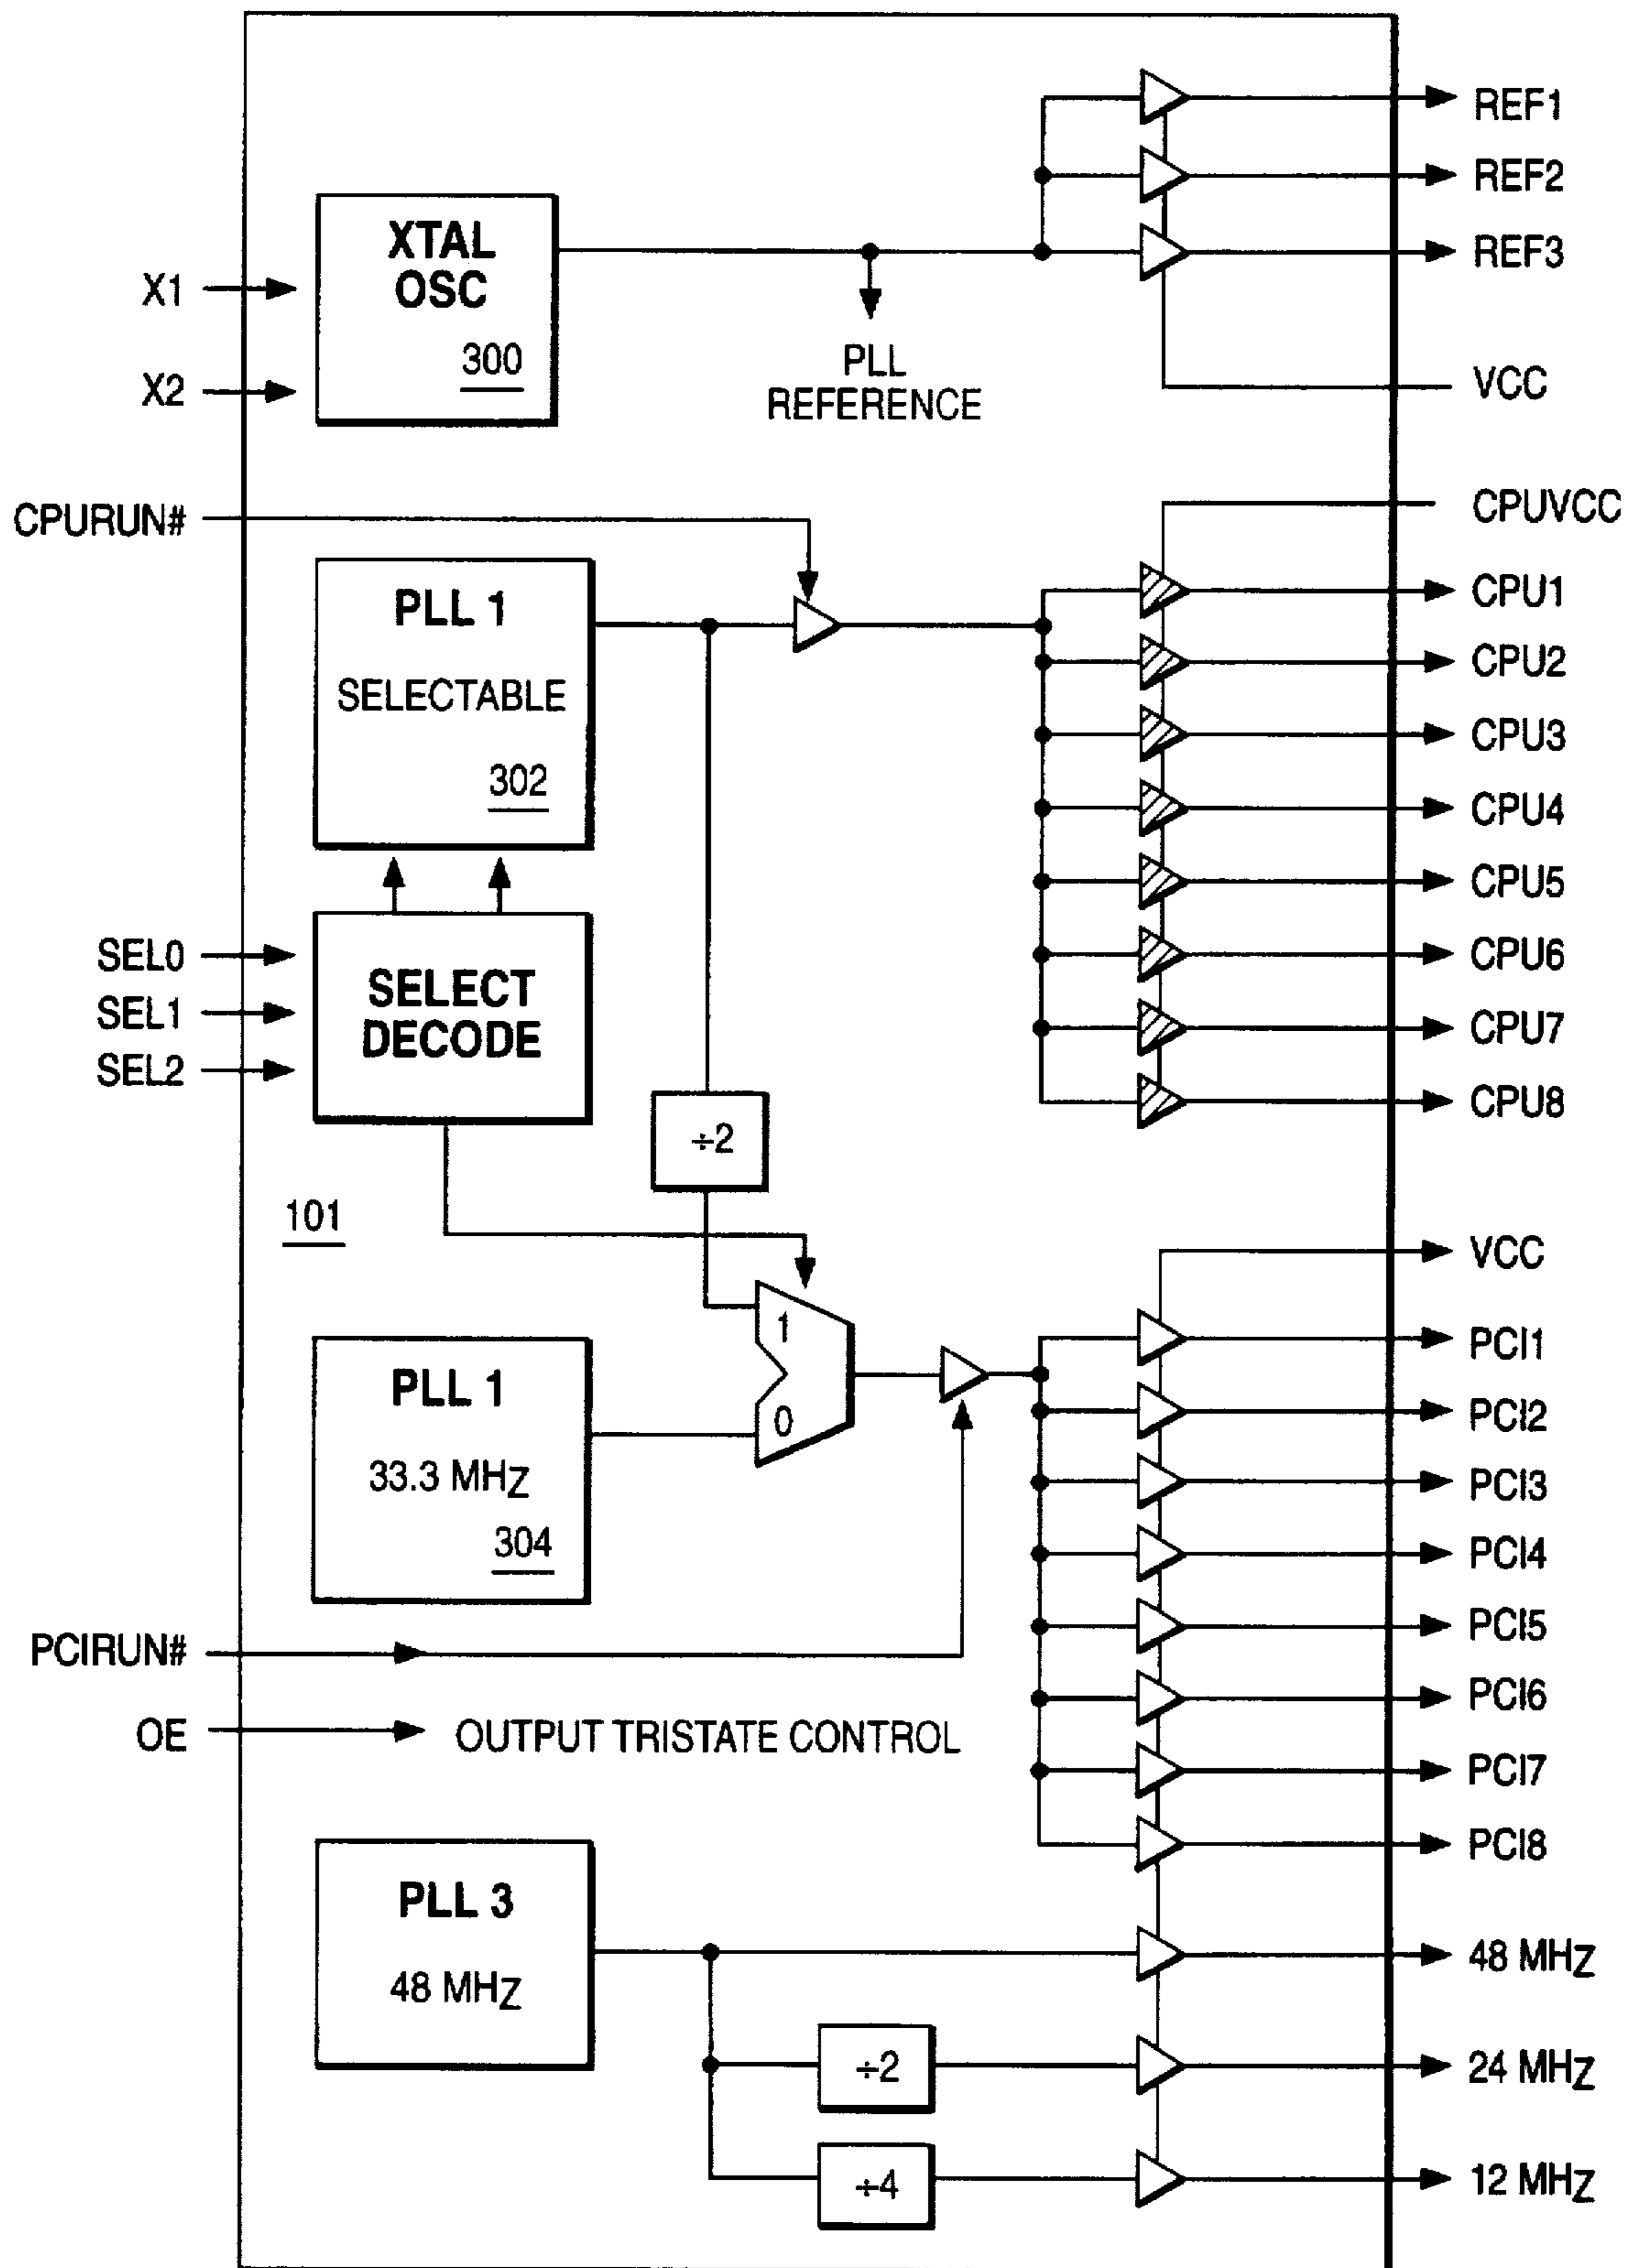 REF1
REF2
REF3
XTAL
OSC
300
X1
X2
PLL
REFERENCE
VCC
CPURUN#
CPUVCC
PLL 1
SELECTABLE
302
CPU1
CPU2
CPU3
CPU4
CPU5
CPU6
CPU7
CPU8
SEL0
SEL1
SEL2
SELECT
DECODE
÷2
101
VCC
1
0
PLL 1
33.3 MHZ
304
PCI1
PCI2
PCI3
PCI4
PCI5
PCI6
PCI7
PCI8
PCIRUN#
OE
OUTPUT TRISTATE CONTROL
PLL 3
48 MHZ
48 MHZ
÷2
24 MHZ
÷4
12 MHZ